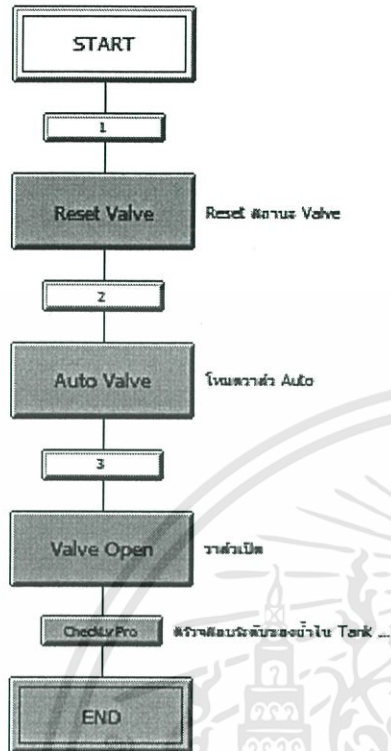 START
1
Reset Valve
Reset สถานะ Valve
2
Auto Valve
โหมดวาล์ว Auto
3
Valve Open
วาล์วเปิด
CheckLv Pro
ตรวจสอบระดับของน้ำใน Tank ...
END